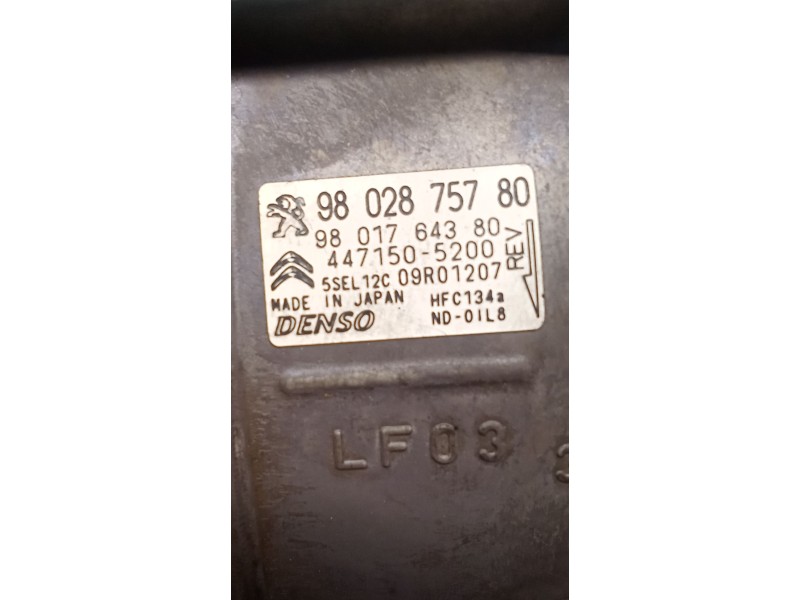 98 028 757 80
98 017 643 80
447150-5200
5SEL12C 09R01207
REV
MADE IN JAPAN HFC134a
DENSO ND-OIL8
LF03